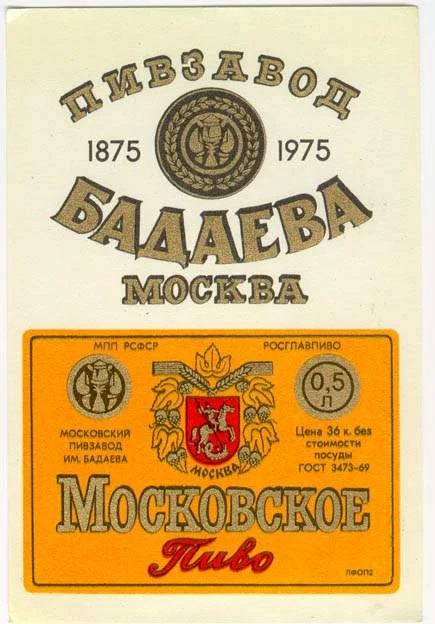 ПИВЗАВОД
1875 1975
БАДАЕВА
МОСКВА
МПП РСФСР РОСГЛАВПИВО
0,5
л
МОСКОВСКИЙ
ПИВЗАВОД
ИМ. БАДАЕВА
МОСКВА
Цена 36 к. без
стоимости
посуды
ГОСТ 3473-69
МОСКОВСКОЕ
Пиво
ЛФОП2